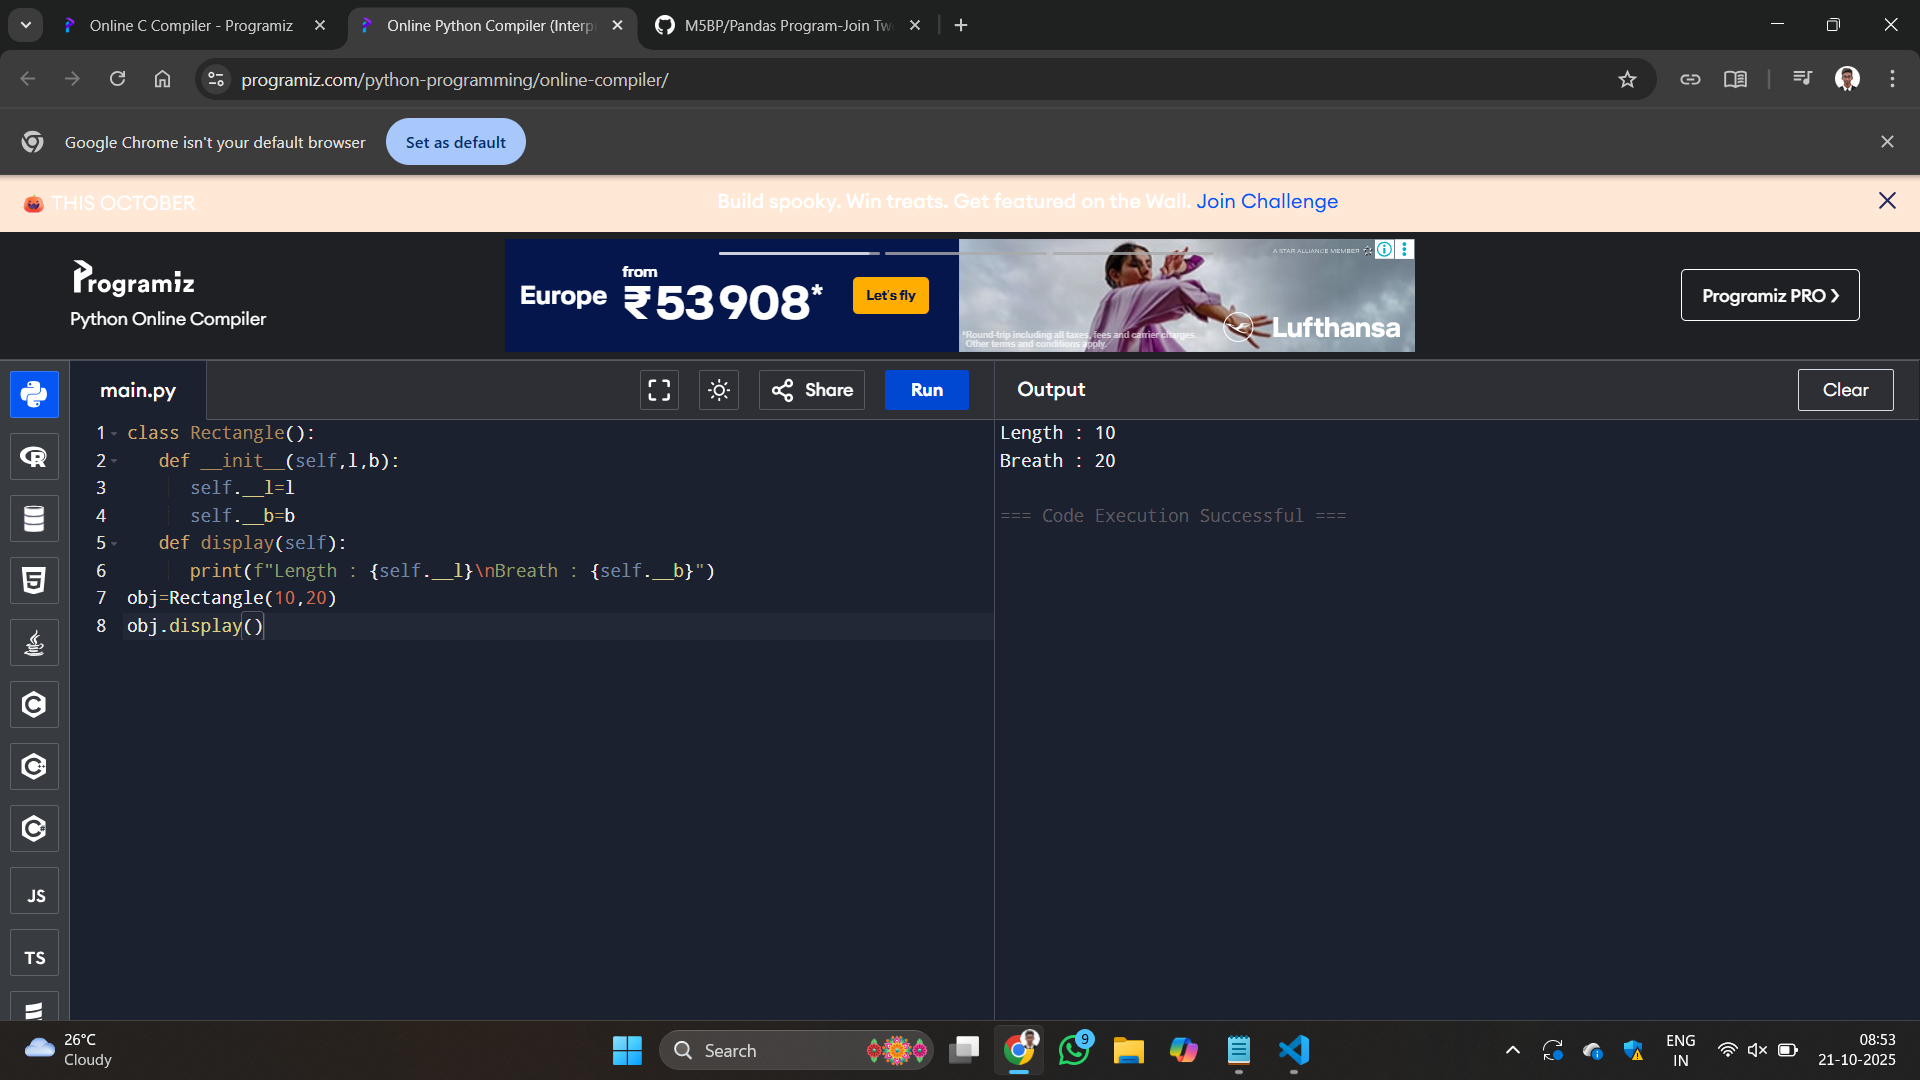 Online C Compiler - Programiz
Online Python Compiler (Interp
M5BP/Pandas Program-Join Tw
programiz.com/python-programming/online-compiler/
Google Chrome isn't your default browser
Set as default
THIS OCTOBER
Build spooky. Win treats. Get featured on the Wall. Join Challenge
Programiz
Python Online Compiler
Europe
from
₹53 908*
Let's fly
A STAR ALLIANCE MEMBER
*Round-trip including all taxes, fees and carrier charges.
Other terms and conditions apply.
Lufthansa
Programiz PRO ❯
main.py
Share
Run
Output
Clear
1 class Rectangle():
2 def __init__(self,l,b):
3 self.__l=l
4 self.__b=b
5 def display(self):
6 print(f"Length : {self.__l}\nBreath : {self.__b}")
7 obj=Rectangle(10,20)
8 obj.display()
Length : 10
Breath : 20
=== Code Execution Successful ===
R
5
C
C
C
JS
TS
26°C
Cloudy
Search
9
ENG
IN
08:53
21-10-2025